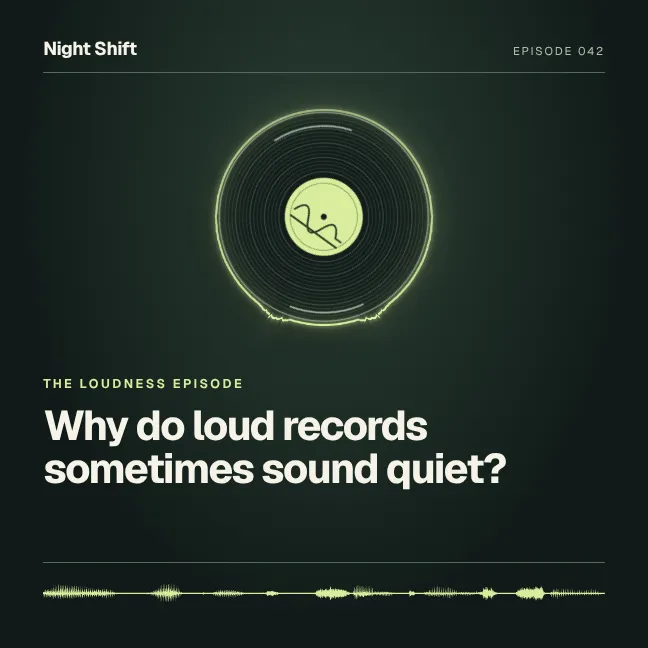 Night Shift
EPISODE 042
THE LOUDNESS EPISODE
Why do loud records
sometimes sound quiet?